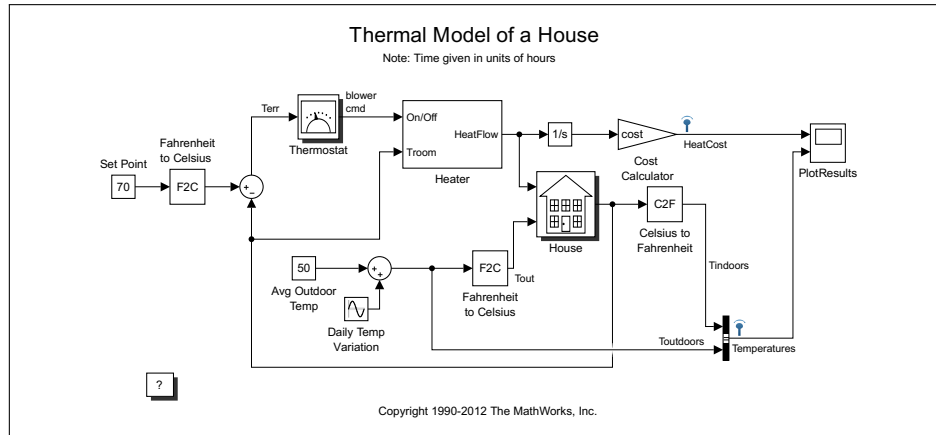 Thermal Model of a House
Note: Time given in units of hours
blower
cmd
Terr
On/Off
HeatFlow
Troom
Thermostat
Heater
1/s
cost
HeatCost
Cost
Calculator
PlotResults
Set Point
70
Fahrenheit
to Celsius
F2C
+
−
House
C2F
Celsius to
Fahrenheit
Tindoors
50
Avg Outdoor
Temp
+
+
Daily Temp
Variation
F2C
Tout
Fahrenheit
to Celsius
Toutdoors
Temperatures
?
Copyright 1990-2012 The MathWorks, Inc.